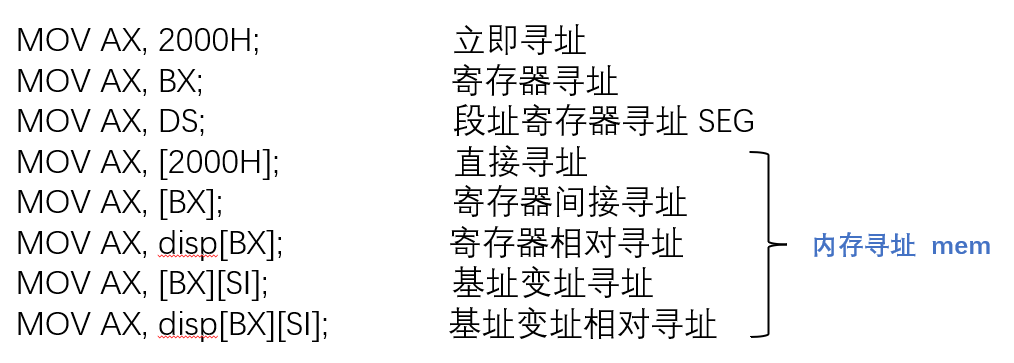 MOV AX, 2000H; 立即寻址
MOV AX, BX; 寄存器寻址
MOV AX, DS; 段址寄存器寻址 SEG
MOV AX, [2000H]; 直接寻址
MOV AX, [BX]; 寄存器间接寻址
MOV AX, disp[BX]; 寄存器相对寻址
内存寻址 mem
MOV AX, [BX][SI]; 基址变址寻址
MOV AX, disp[BX][SI]; 基址变址相对寻址